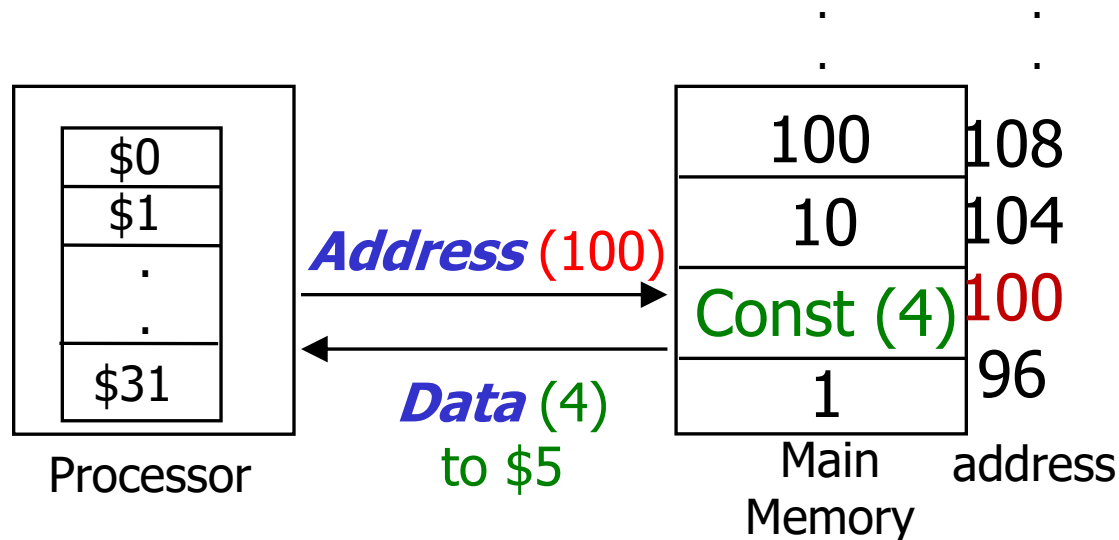 . .
. .
$0
$1
.
.
$31
Processor
Address (100)
Data (4)
to $5
100 108
10 104
Const (4) 100
1 96
Main
Memory
address